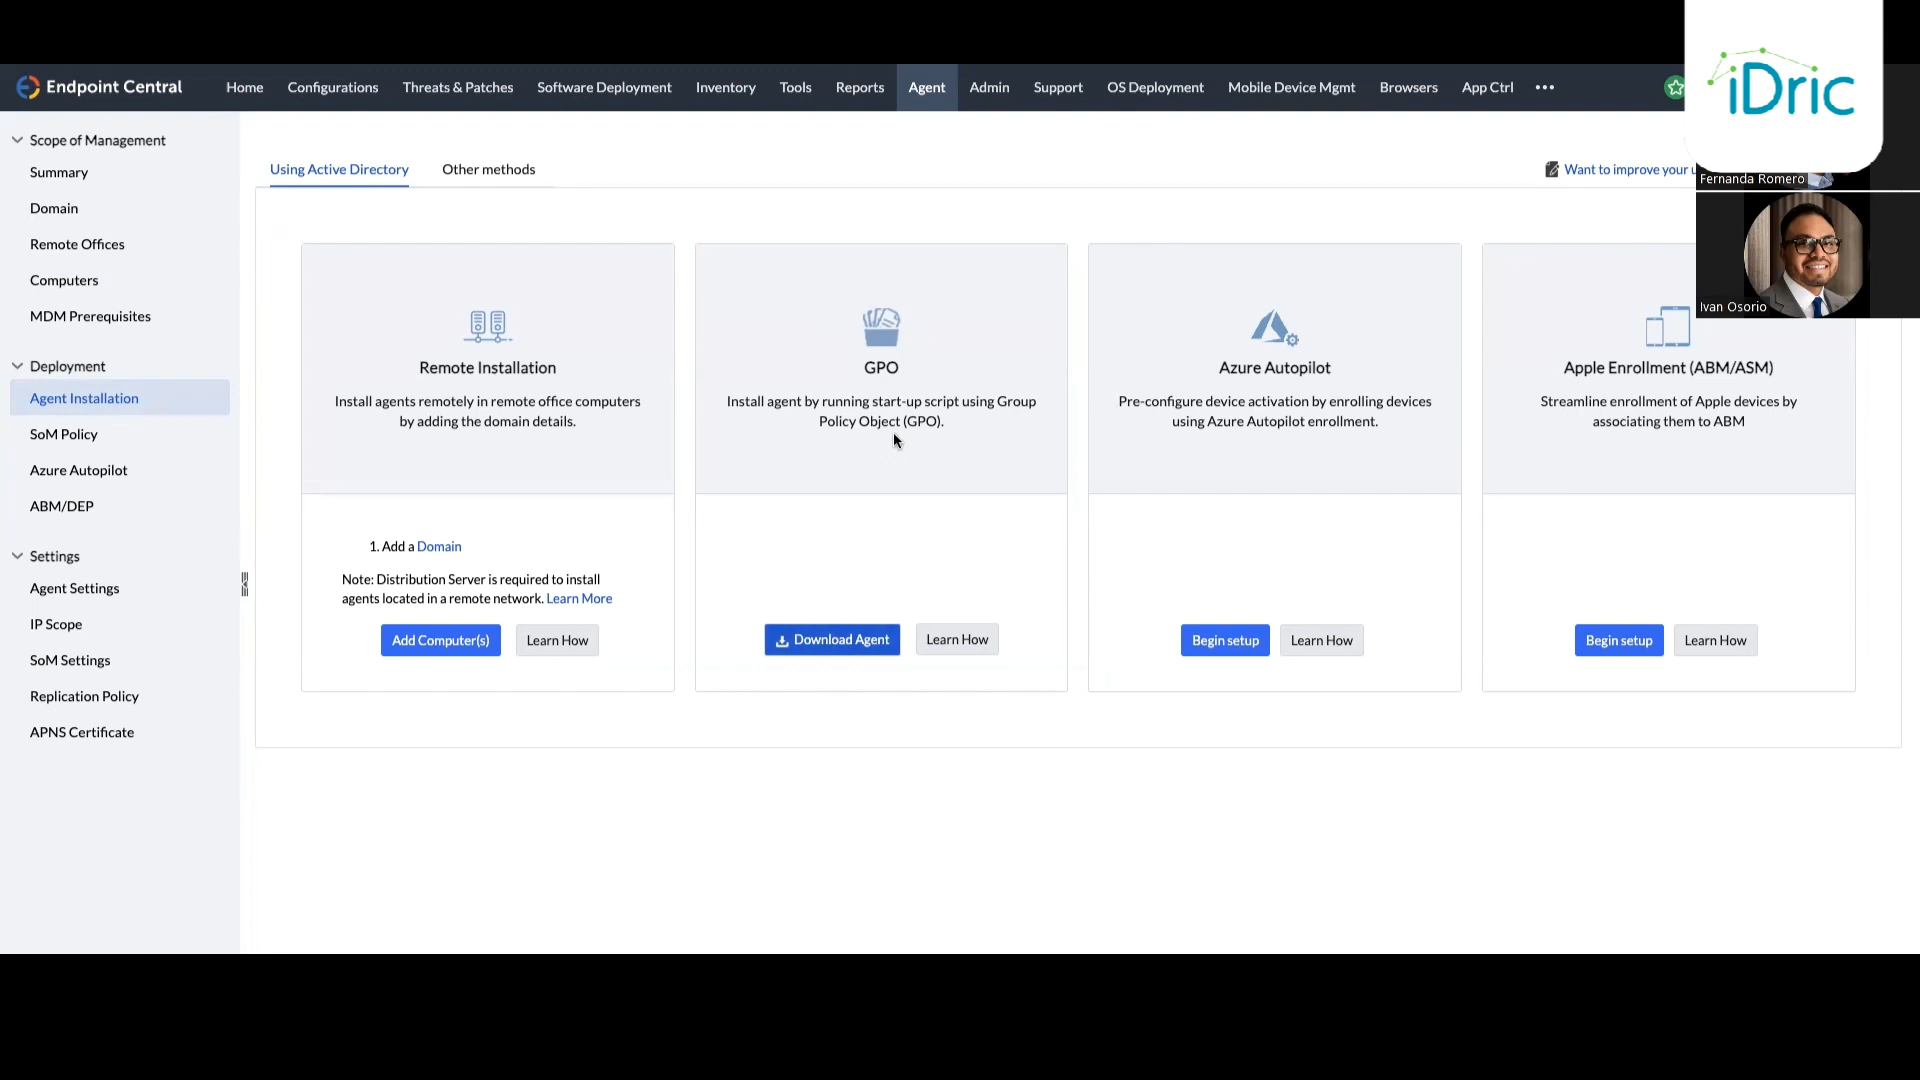 iDric
Endpoint Central
Home
Configurations
Threats & Patches
Software Deployment
Inventory
Tools
Reports
Agent
Admin
Support
OS Deployment
Mobile Device Mgmt
Browsers
App Ctrl
Scope of Management
Summary
Domain
Remote Offices
Computers
MDM Prerequisites
Deployment
Agent Installation
SoM Policy
Azure Autopilot
ABM/DEP
Settings
Agent Settings
IP Scope
SoM Settings
Replication Policy
APNS Certificate
Using Active Directory
Other methods
Want to improve your
Fernanda Romero
Ivan Osorio
Remote Installation
Install agents remotely in remote office computers
by adding the domain details.
1. Add a Domain
Note: Distribution Server is required to install
agents located in a remote network. Learn More
Add Computer(s)
Learn How
GPO
Install agent by running start-up script using Group
Policy Object (GPO).
Download Agent
Learn How
Azure Autopilot
Pre-configure device activation by enrolling devices
using Azure Autopilot enrollment.
Begin setup
Learn How
Apple Enrollment (ABM/ASM)
Streamline enrollment of Apple devices by
associating them to ABM
Begin setup
Learn How